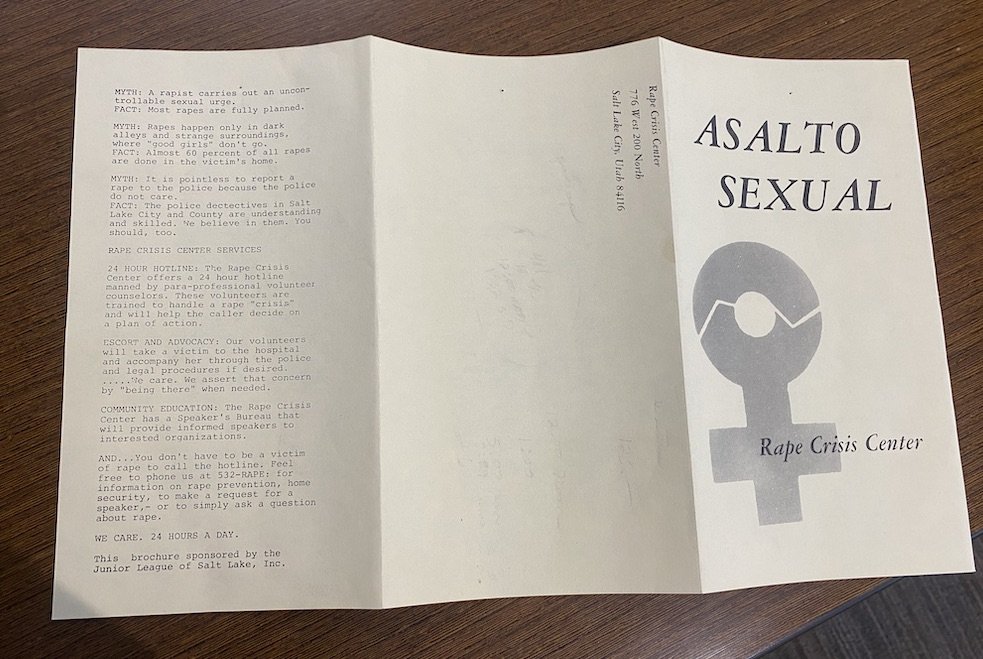 MYTH: A rapist carries out an uncon-
trollable sexual urge.
FACT: Most rapes are fully planned.
MYTH: Rapes happen only in dark
alleys and strange surroundings,
where "good girls" don't go.
FACT: Almost 60 percent of all rapes
are done in the victim's home.
MYTH: It is pointless to report a
rape to the police because the police
do not care.
FACT: The police dectectives in Salt
Lake City and County are understanding
and skilled. We believe in them. You
should, too.
RAPE CRISIS CENTER SERVICES
24 HOUR HOTLINE: The Rape Crisis
Center offers a 24 hour hotline
manned by para-professional volunteer
counselors. These volunteers are
trained to handle a rape "crisis"
and will help the caller decide on
a plan of action.
ESCORT AND ADVOCACY: Our volunteers
will take a victim to the hospital
and accompany her through the police
and legal procedures if desired.
.....We care. We assert that concern
by "being there" when needed.
COMMUNITY EDUCATION: The Rape Crisis
Center has a Speaker's Bureau that
will provide informed speakers to
interested organizations.
AND...You don't have to be a victim
of rape to call the hotline. Feel
free to phone us at 532-RAPE: for
information on rape prevention, home
security, to make a request for a
speaker,- or to simply ask a question
about rape.
WE CARE. 24 HOURS A DAY.
This brochure sponsored by the
Junior League of Salt Lake, Inc.
Rape Crisis Center
776 West 200 North
Salt Lake City, Utah 84116
ASALTO
SEXUAL
Rape Crisis Center